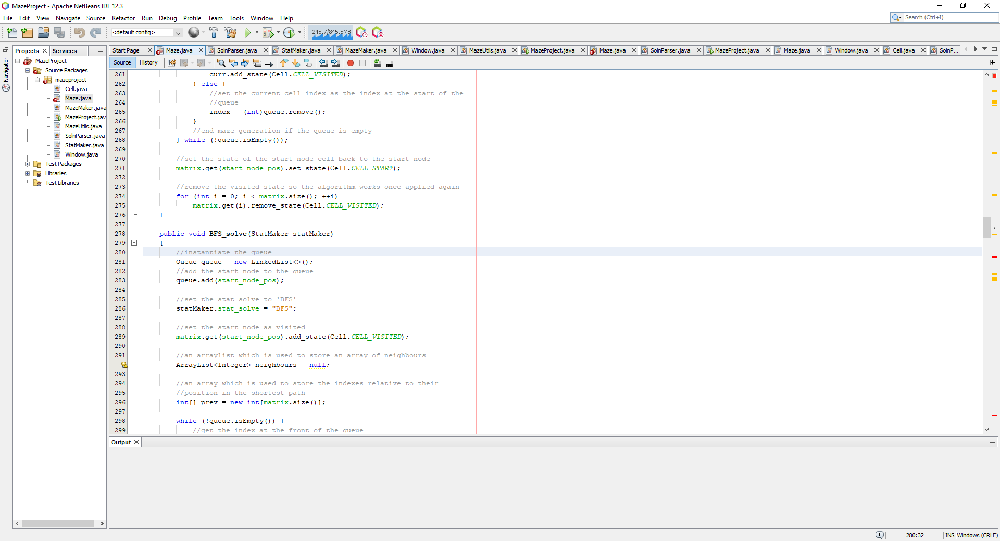 MazeProject - Apache NetBeans IDE 12.3
File Edit View Navigate Source Refactor Run Debug Profile Team Tools Window Help
Search (Ctrl+I)
<default config>
245,7/845,5MB
Projects Services
Start Page Maze.java SolnParser.java StatMaker.java MazeMaker.java Window.java MazeUtils.java MazeProject.java Maze.java SolnParser.java MazeProject.java Maze.java Window.java Cell.java SolnP...
Navigator
MazeProject
Source Packages
mazeproject
Cell.java
Maze.java
MazeMaker.java
MazeProject.jav
MazeUtils.java
SolnParser.java
StatMaker.java
Window.java
Test Packages
Libraries
Test Libraries
Source History
261 curr.add_state(Cell.CELL_VISITED);
262 } else {
263 //set the current cell index as the index at the start of the
264 //queue
265 index = (int)queue.remove();
266 }
267 //end maze generation if the queue is empty
268 } while (!queue.isEmpty());
269
270 //set the state of the start node cell back to the start node
271 matrix.get(start_node_pos).set_state(Cell.CELL_START);
272
273 //remove the visited state so the algorithm works once applied again
274 for (int i = 0; i < matrix.size(); ++i)
275 matrix.get(i).remove_state(Cell.CELL_VISITED);
276 }
277
278 public void BFS_solve(StatMaker statMaker)
279 {
280 //instantiate the queue
281 Queue queue = new LinkedList<>();
282 //add the start node to the queue
283 queue.add(start_node_pos);
284
285 //set the stat_solve to 'BFS'
286 statMaker.stat_solve = "BFS";
287
288 //set the start node as visited
289 matrix.get(start_node_pos).add_state(Cell.CELL_VISITED);
290
291 //an arraylist which is used to store an array of neighbours
ArrayList<Integer> neighbours = null;
293
294 //an array which is used to store the indexes relative to their
295 //position in the shortest path
296 int[] prev = new int[matrix.size()];
297
298 while (!queue.isEmpty()) {
299 //get the index at the front of the queue
Output
1
280:32 INS Windows (CRLF)